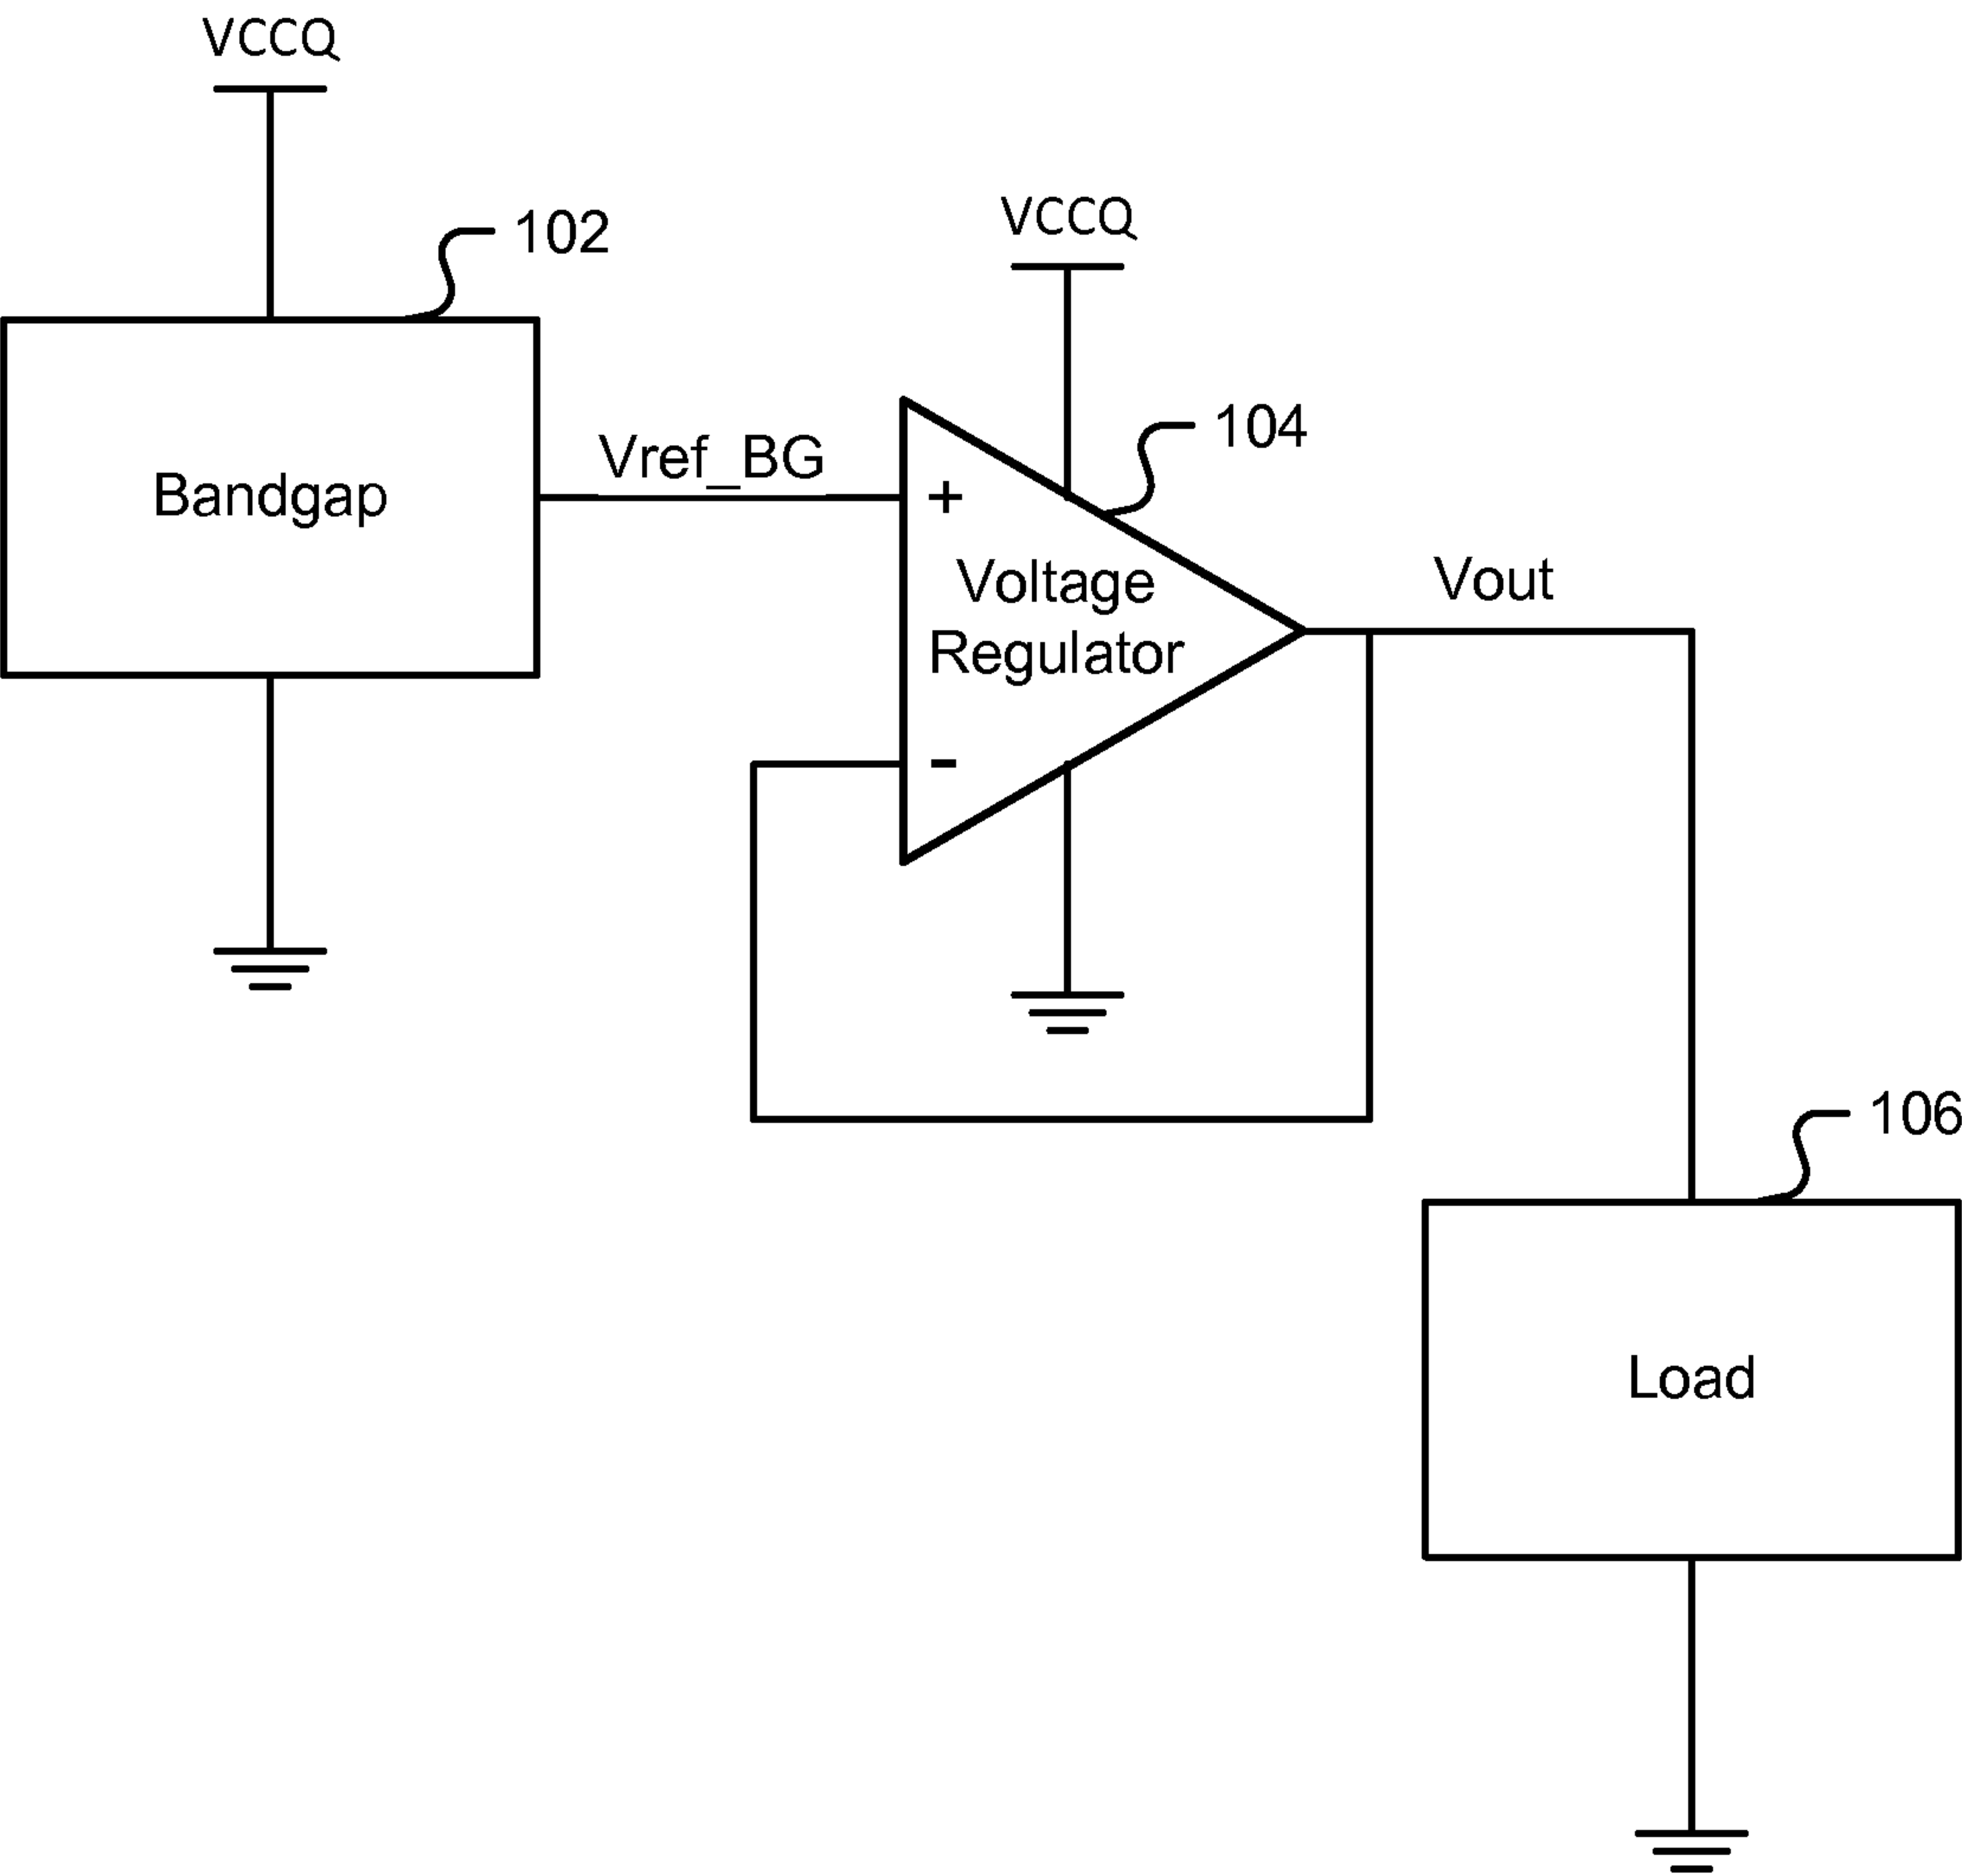 VCCQ
102
VCCQ
Bandgap
Vref_BG
104
+
Voltage
Regulator
-
Vout
106
Load